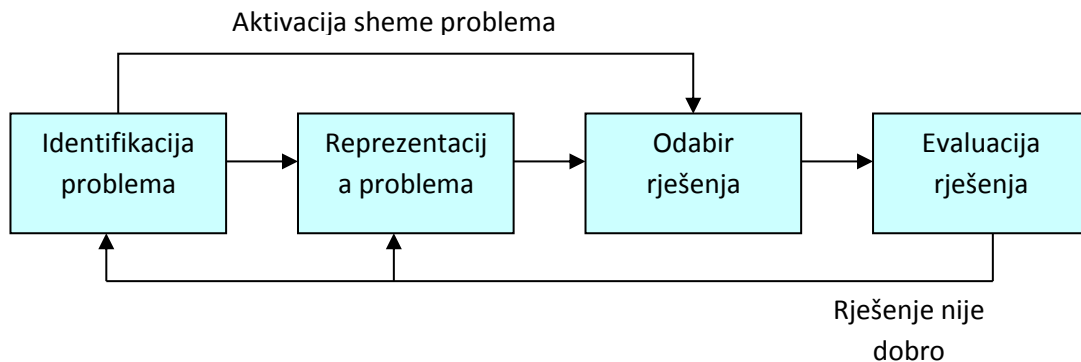 Aktivacija sheme problema
Identifikacija
problema
Reprezentacij
a problema
Odabir
rješenja
Evaluacija
rješenja
Rješenje nije
dobro